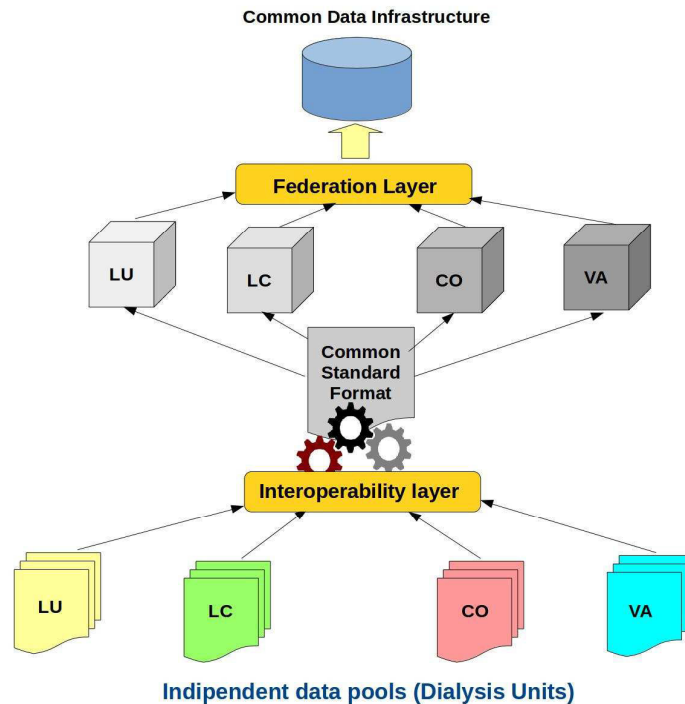 Common Data Infrastructure
Federation Layer
LU
LC
CO
VA
Common
Standard
Format
Interoperability layer
LU
LC
CO
VA
Indipendent data pools (Dialysis Units)